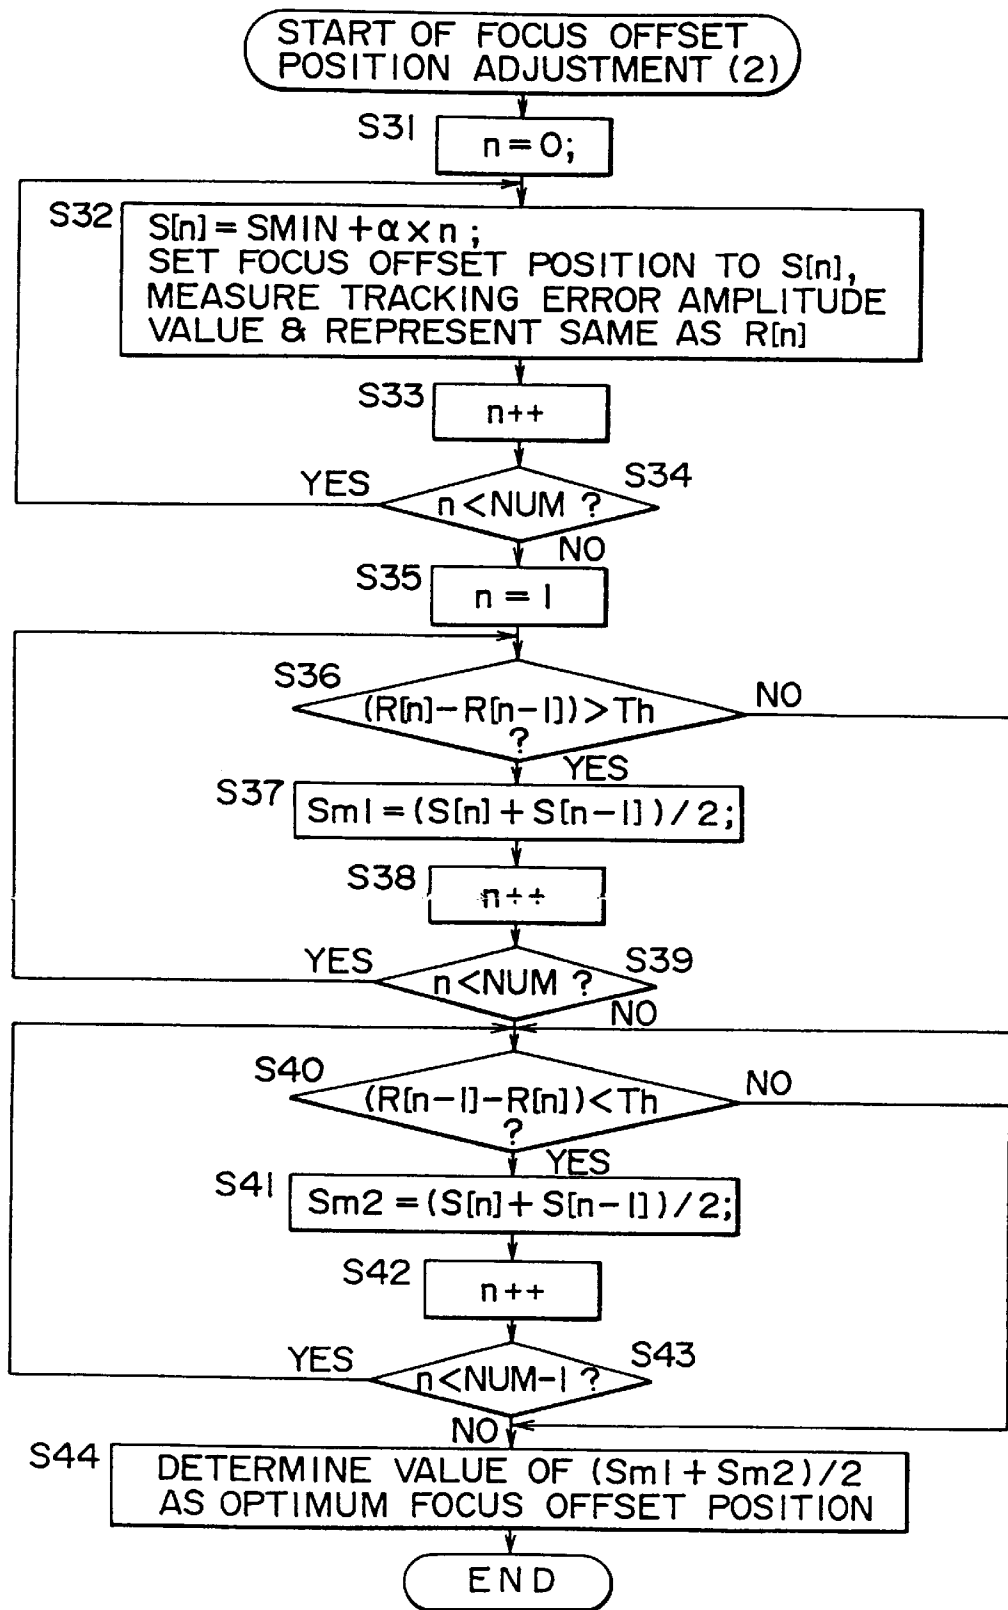 START OF FOCUS OFFSET
POSITION ADJUSTMENT (2)
S31
n=0;
S32
S[n]=SMIN+α×n;
SET FOCUS OFFSET POSITION TO S[n],
MEASURE TRACKING ERROR AMPLITUDE
VALUE & REPRESENT SAME AS R[n]
S33
n++
S34
YES
n<NUM ?
NO
S35
n=1
S36
(R[n]-R[n-1])>Th
?
NO
YES
S37
Sm1=(S[n]+S[n-1])/2;
S38
n++
YES
S39
n<NUM ?
NO
S40
(R[n-1]-R[n])<Th
?
NO
YES
S41
Sm2=(S[n]+S[n-1])/2;
S42
n++
YES
S43
n<NUM-1 ?
NO
S44
DETERMINE VALUE OF (Sm1+Sm2)/2
AS OPTIMUM FOCUS OFFSET POSITION
END